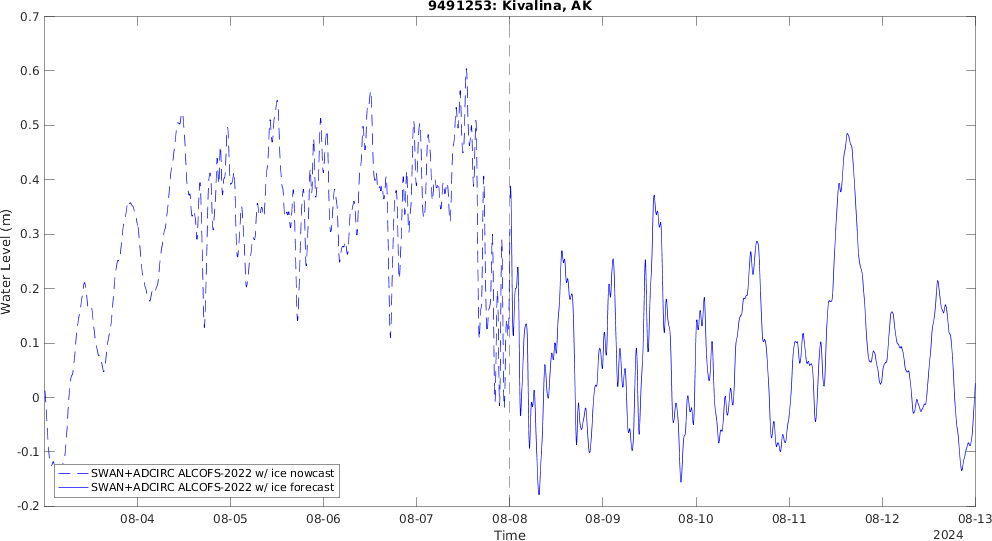 9491253: Kivalina, AK
0.7
0.6
0.5
0.4
0.3
0.2
0.1
0
-0.1
-0.2
Water Level (m)
SWAN+ADCIRC ALCOFS-2022 w/ ice nowcast
SWAN+ADCIRC ALCOFS-2022 w/ ice forecast
08-04 08-05 08-06 08-07 08-08 08-09 08-10 08-11 08-12 08-13
Time
2024